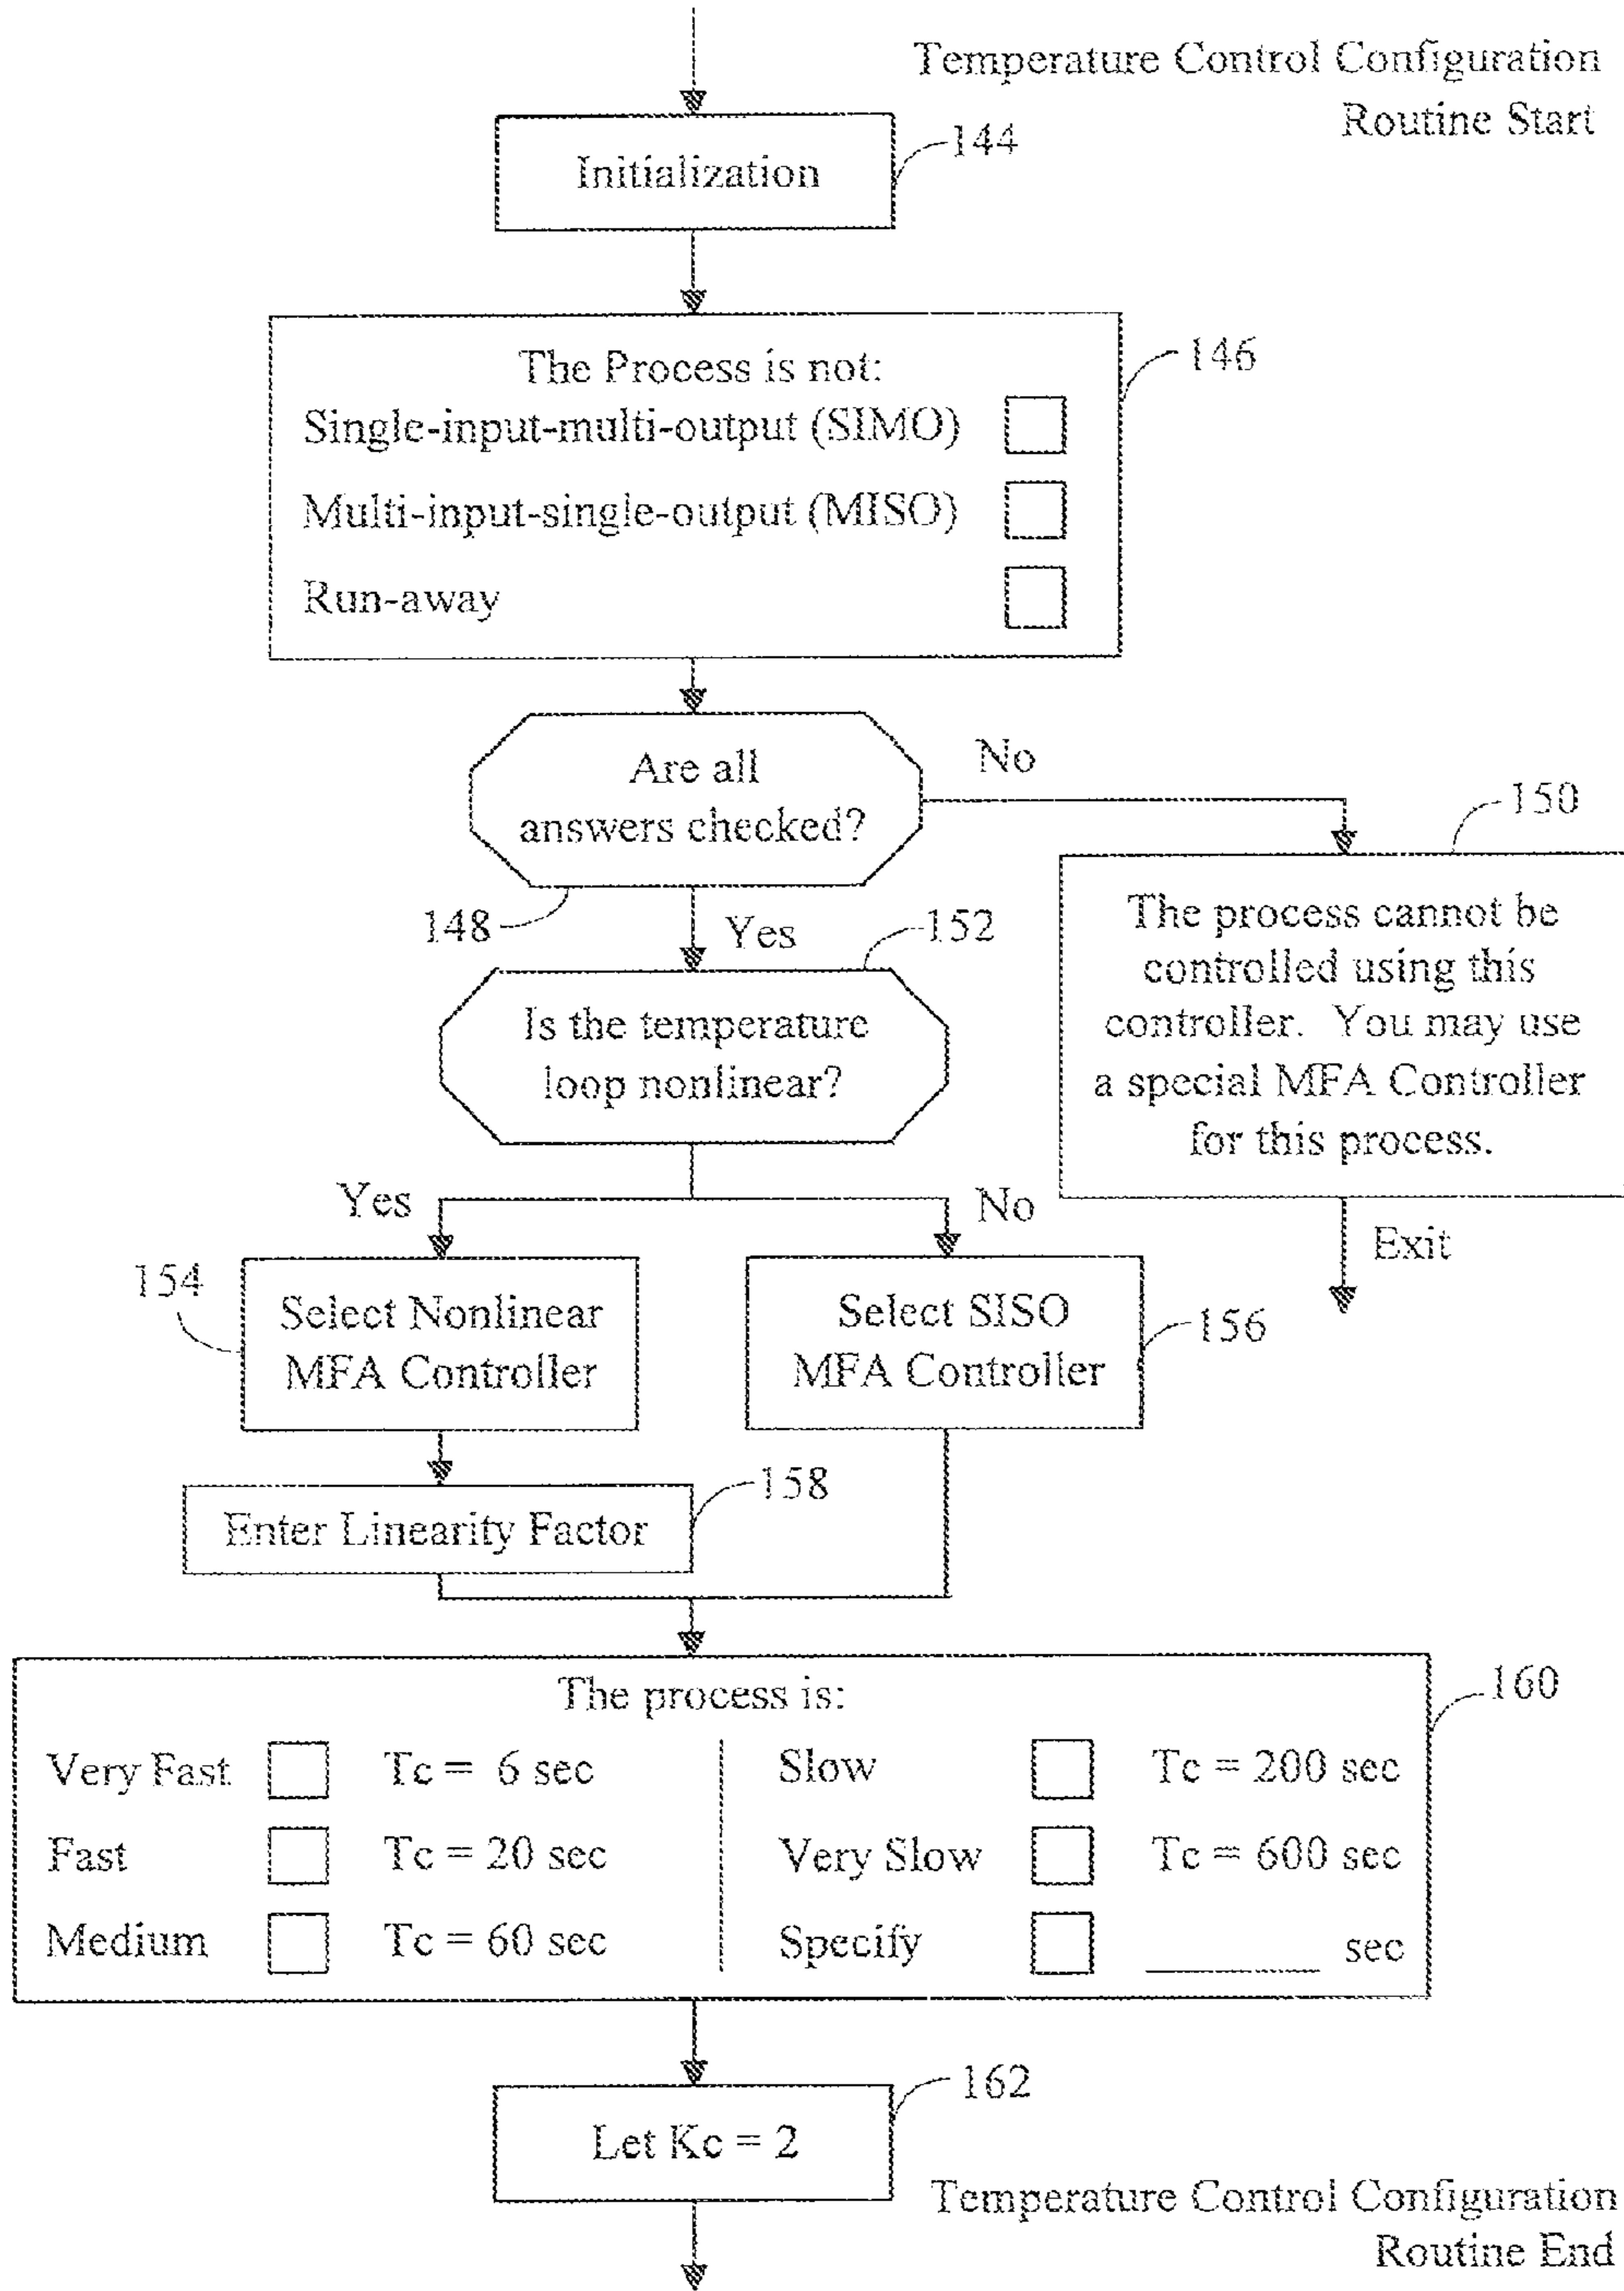 Temperature Control Configuration
Routine Start
Initialization
144
The Process is not:
146
Single-input-multi-output (SIMO)
Multi-input-single-output (MISO)
Run-away
Are all
answers checked?
No
148
Yes
150
The process cannot be
controlled using this
controller. You may use
a special MFA Controller
for this process.
Exit
152
Is the temperature
loop nonlinear?
Yes
No
154
Select Nonlinear
MFA Controller
Select SISO
MFA Controller
156
Enter Linearity Factor
158
The process is:
160
Very Fast Tc = 6 sec
Fast Tc = 20 sec
Medium Tc = 60 sec
Slow Tc = 200 sec
Very Slow Tc = 600 sec
Specify ______ sec
Let Kc = 2
162
Temperature Control Configuration
Routine End